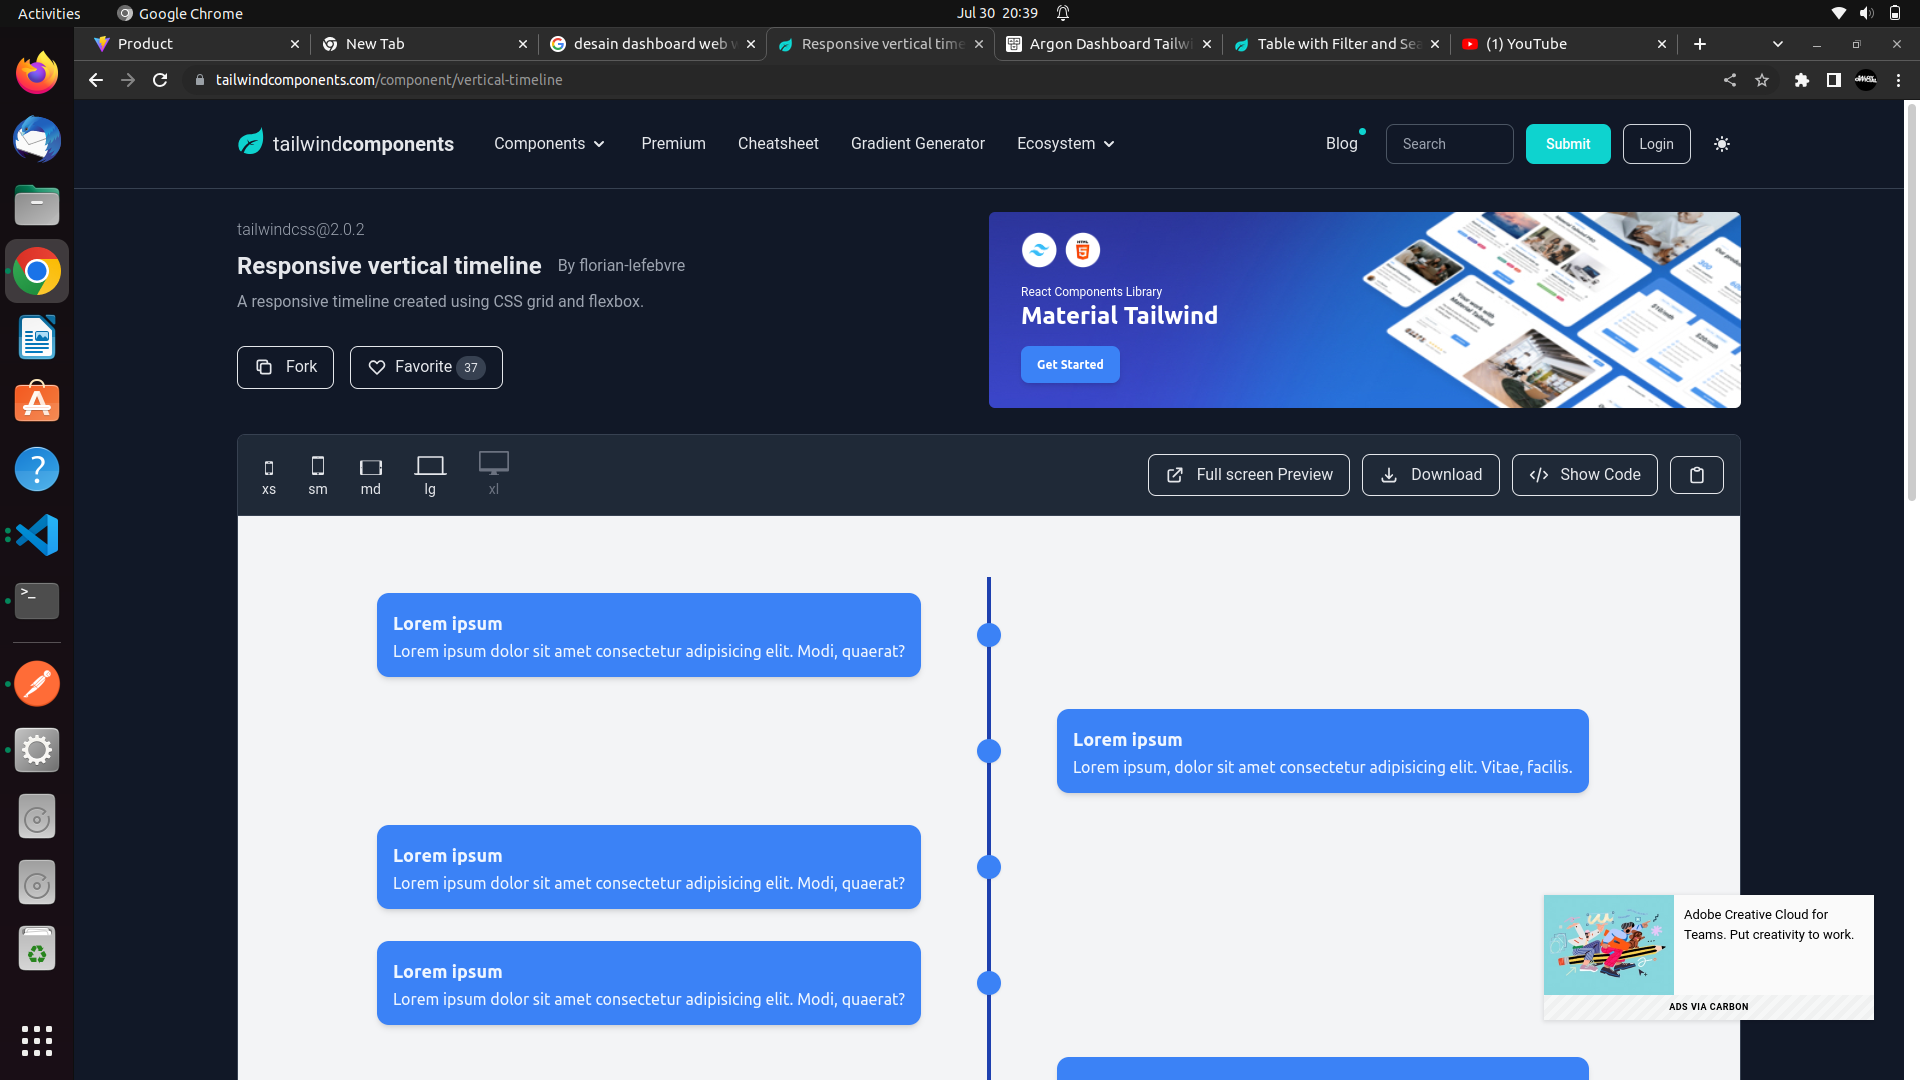 Activities
Google Chrome
Jul 30 20:39
Product
New Tab
desain dashboard web
Responsive vertical time
Argon Dashboard Tailwi
Table with Filter and Sea
(1) YouTube
tailwindcomponents.com/component/vertical-timeline
tailwindcomponents
Components
Premium
Cheatsheet
Gradient Generator
Ecosystem
Blog
Search
Submit
Login
tailwindcss@2.0.2
Responsive vertical timeline By florian-lefebvre
A responsive timeline created using CSS grid and flexbox.
Fork
Favorite 37
React Components Library
Material Tailwind
Get Started
xs
sm
md
lg
xl
Full screen Preview
Download
Show Code
Lorem ipsum
Lorem ipsum dolor sit amet consectetur adipisicing elit. Modi, quaerat?
Lorem ipsum
Lorem ipsum, dolor sit amet consectetur adipisicing elit. Vitae, facilis.
Lorem ipsum
Lorem ipsum dolor sit amet consectetur adipisicing elit. Modi, quaerat?
Lorem ipsum
Lorem ipsum dolor sit amet consectetur adipisicing elit. Modi, quaerat?
Adobe Creative Cloud for
Teams. Put creativity to work.
ADS VIA CARBON